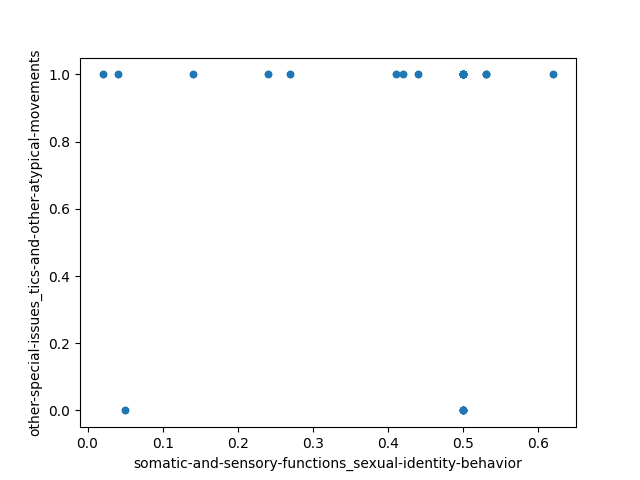 other-special-issues_tics-and-other-atypical-movements
1.0
0.8
0.6
0.4
0.2
0.0
0.0 0.1 0.2 0.3 0.4 0.5 0.6
somatic-and-sensory-functions_sexual-identity-behavior